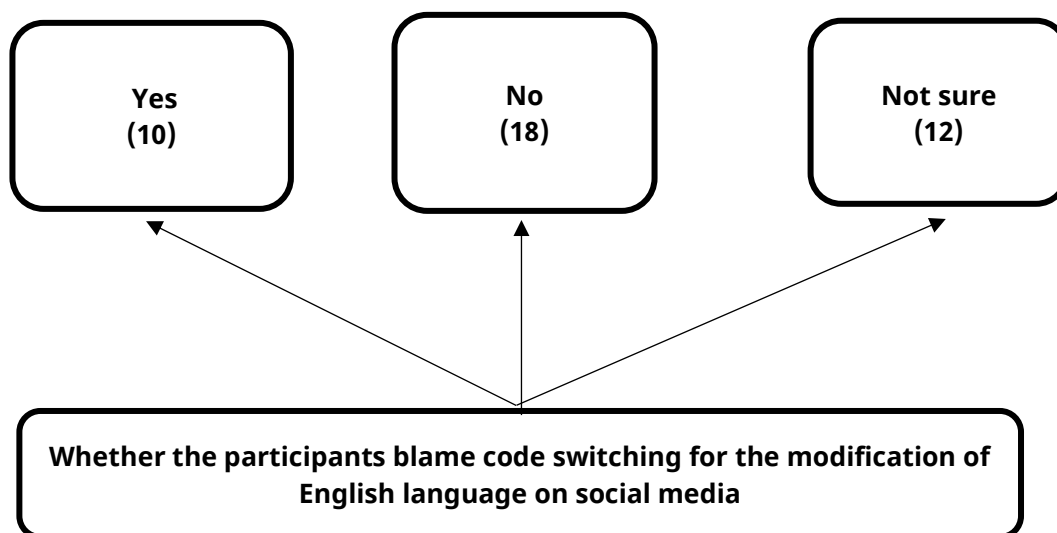 Yes
(10)
No
(18)
Not sure
(12)
Whether the participants blame code switching for the modification of
English language on social media